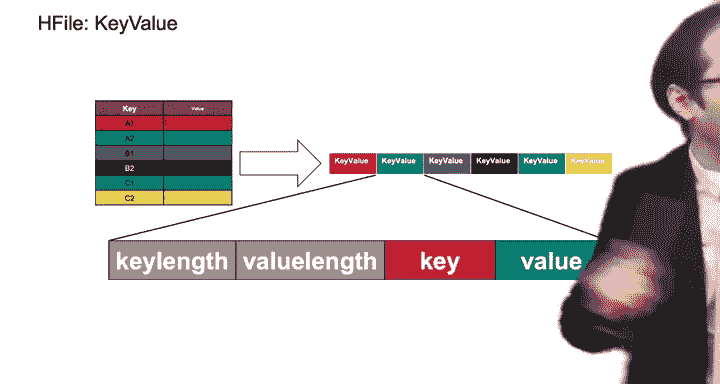 HFile: KeyValue
Key Value
A1
A2
B1
B2
C1
C2
KeyValue KeyValue KeyValue KeyValue KeyValue KeyValue
keylength valuelength key value